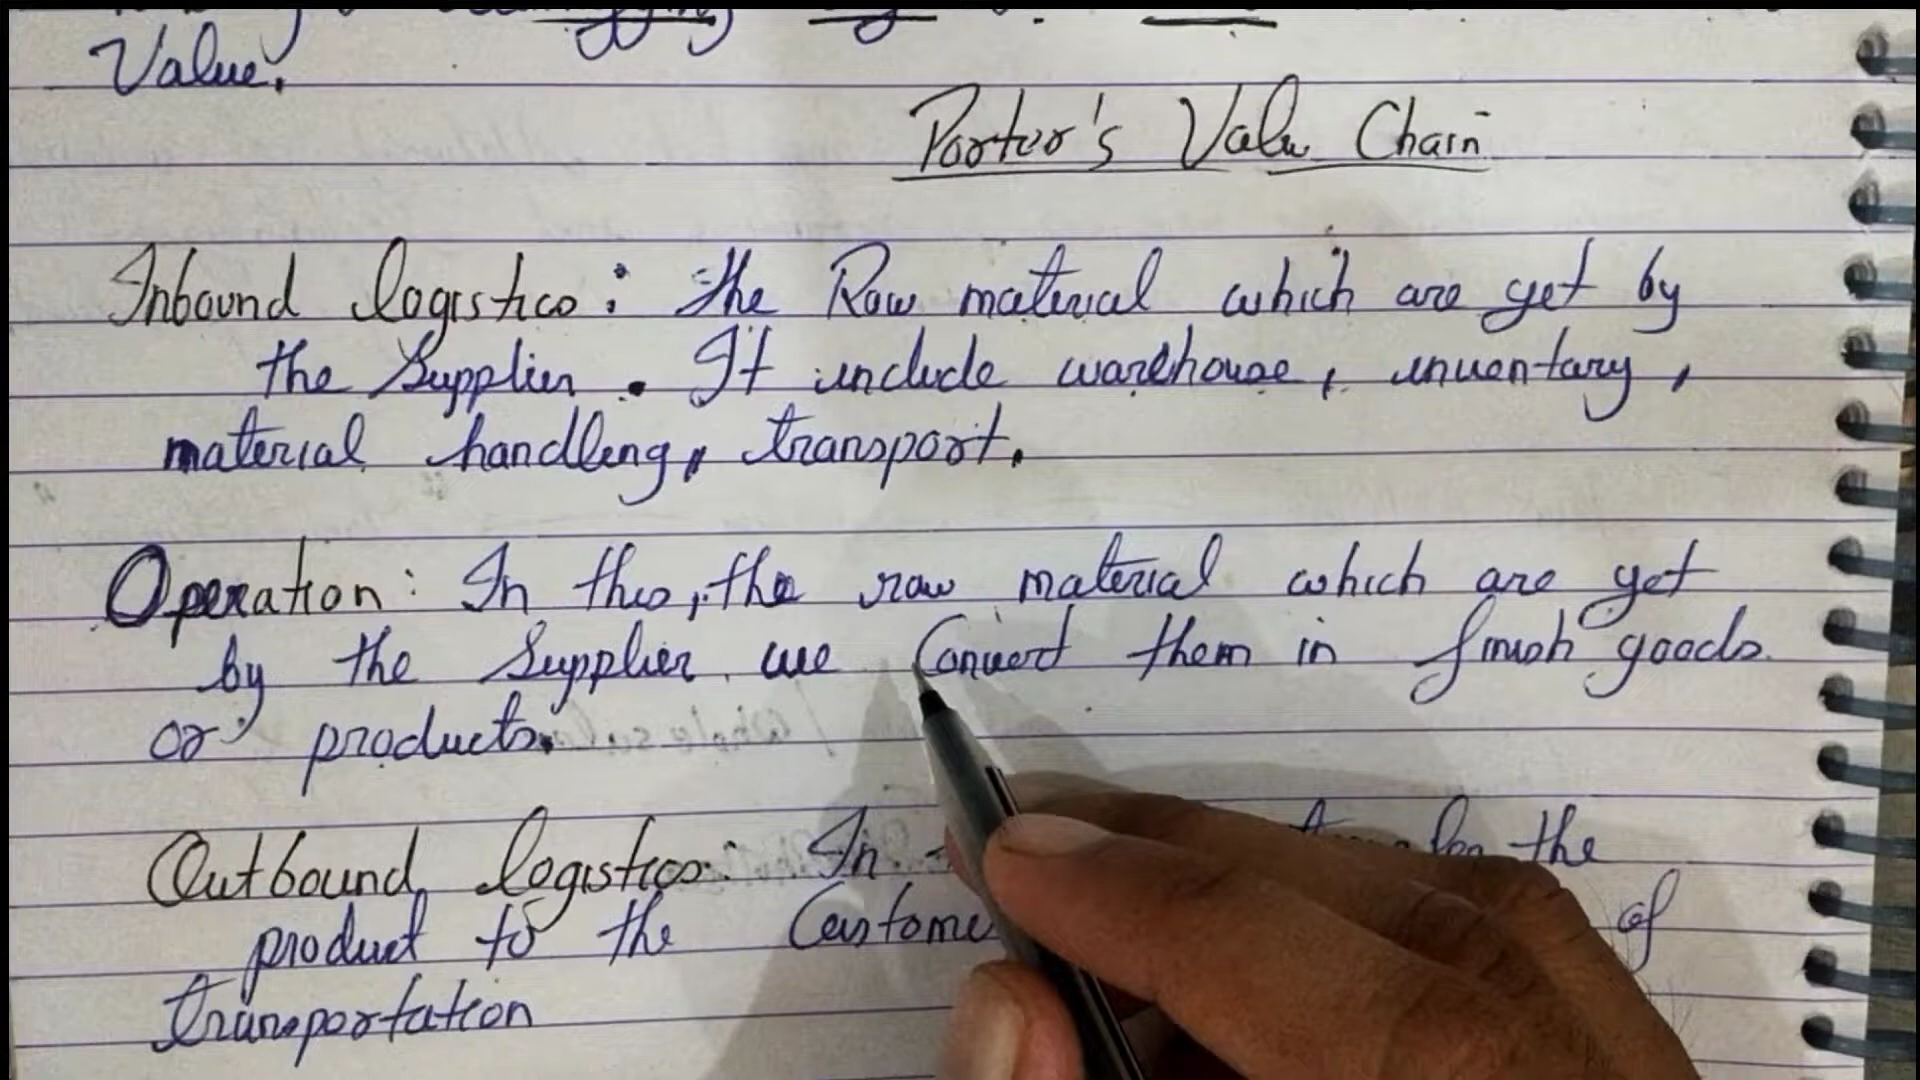 Value.
Portor's Value Chain
Inbound logistics: the Raw material which are get by
the Supplier. It include warehouse, inventary,
material handling, transport.
Operation: In this, the raw material which are get
by the Supplier we Convert them in finish goods
or products.
Outbound logistics: In the
product to the Custome of
transportation